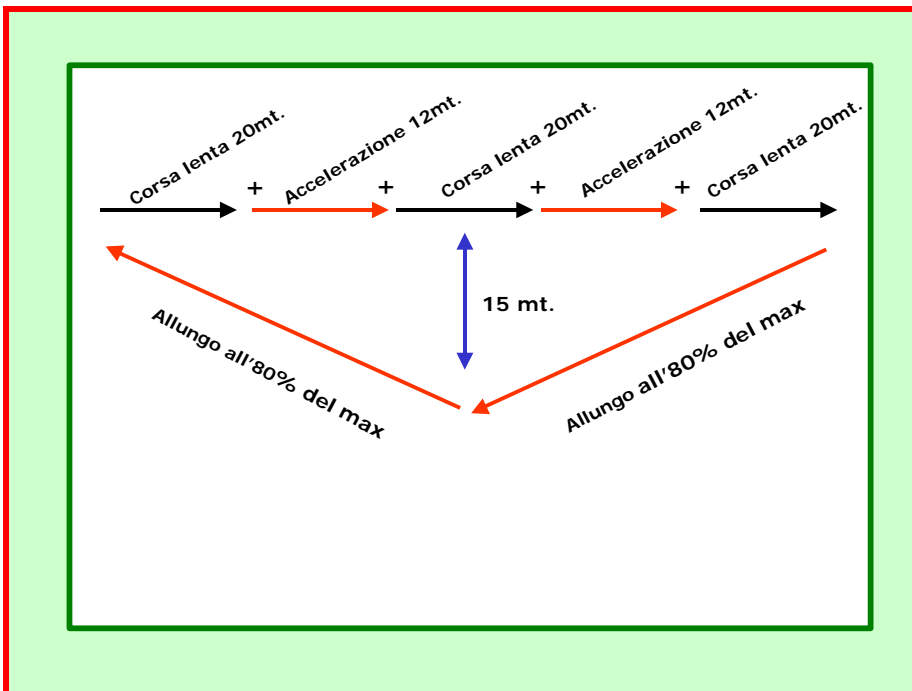 Corsa lenta 20mt.
+
Accelerazione 12mt.
+
Corsa lenta 20mt.
+
Accelerazione 12mt.
+
Corsa lenta 20mt.
15 mt.
Allungo all'80% del max
Allungo all'80% del max